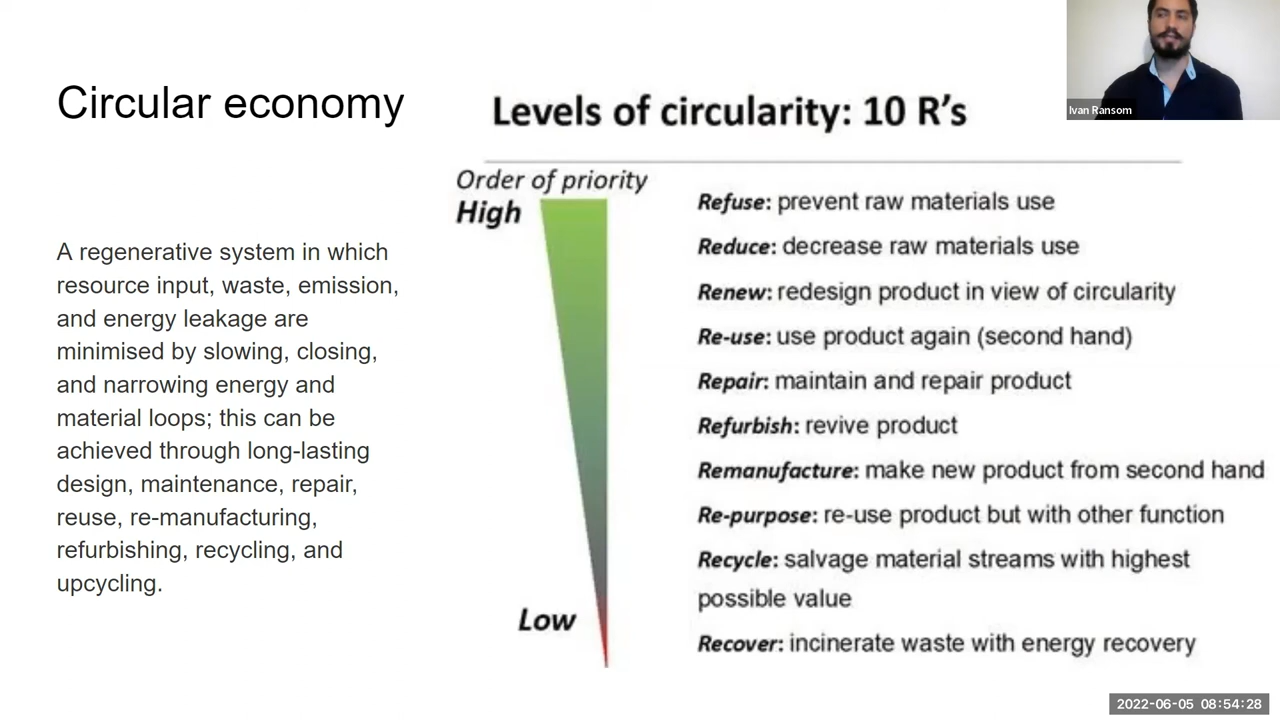 Circular economy
A regenerative system in which
resource input, waste, emission,
and energy leakage are
minimised by slowing, closing,
and narrowing energy and
material loops; this can be
achieved through long-lasting
design, maintenance, repair,
reuse, re-manufacturing,
refurbishing, recycling, and
upcycling.
Levels of circularity: 10 R's
Order of priority
High
Low
Refuse: prevent raw materials use
Reduce: decrease raw materials use
Renew: redesign product in view of circularity
Re-use: use product again (second hand)
Repair: maintain and repair product
Refurbish: revive product
Remanufacture: make new product from second hand
Re-purpose: re-use product but with other function
Recycle: salvage material streams with highest
possible value
Recover: incinerate waste with energy recovery
Ivan Ransom
2022-06-05 08:54:28